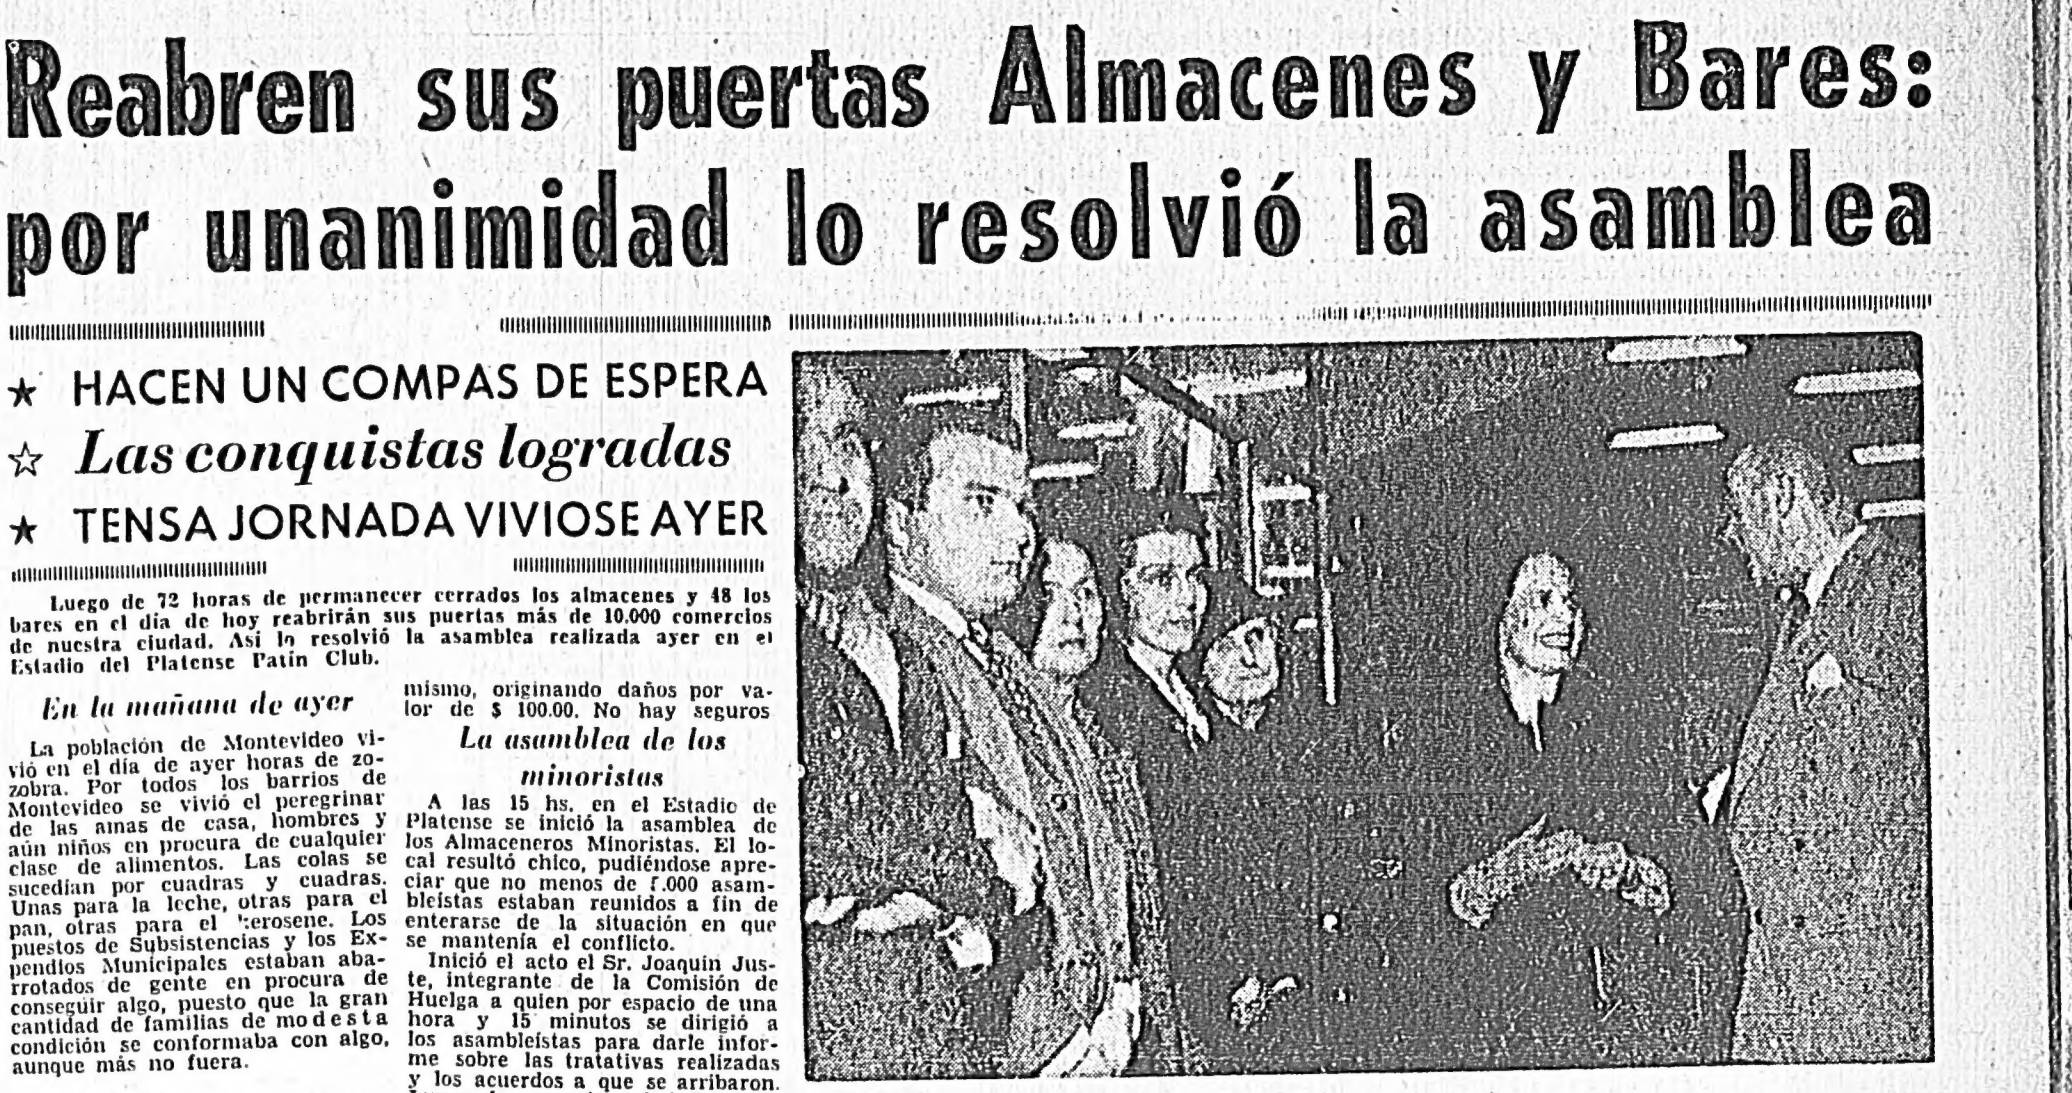 Reabren sus puertas Almacenes y Bares:
por unanimidad lo resolvió la asamblea
★ HACEN UN COMPAS DE ESPERA
☆ Las conquistas logradas
★ TENSA JORNADA VIVIOSE AYER
Luego de 72 horas de permanecer cerrados los almacenes y 48 los
bares en el día de hoy reabrirán sus puertas más de 10.000 comercios
de nuestra ciudad. Así lo resolvió la asamblea realizada ayer en el
Estadio del Platense Patín Club.
En la mañana de ayer
La población de Montevideo vi-
vió en el día de ayer horas de zo-
zobra. Por todos los barrios de
Montevideo se vivió el peregrinar
de las amas de casa, hombres y
aún niños en procura de cualquier
clase de alimentos. Las colas se
sucedían por cuadras y cuadras.
Unas para la leche, otras para el
pan, otras para el kerosene. Los
puestos de Subsistencias y los Ex-
pendios Municipales estaban aba-
rrotados de gente en procura de
conseguir algo, puesto que la gran
cantidad de familias de modesta
condición se conformaba con algo,
aunque más no fuera.
mismo, originando daños por va-
lor de $ 100.00. No hay seguros
La asamblea de los
minoristas
A las 15 hs. en el Estadio de
Platense se inició la asamblea de
los Almaceneros Minoristas. El lo-
cal resultó chico, pudiéndose apre-
ciar que no menos de asam-
bleístas estaban reunidos a fin de
enterarse de la situación en que
se mantenía el conflicto.
Inició el acto el Sr. Joaquín Jus-
te, integrante de la Comisión de
Huelga a quien por espacio de una
hora y 15 minutos se dirigió a
los asambleístas para darle infor-
me sobre las tratativas realizadas
y los acuerdos a que se arribaron.